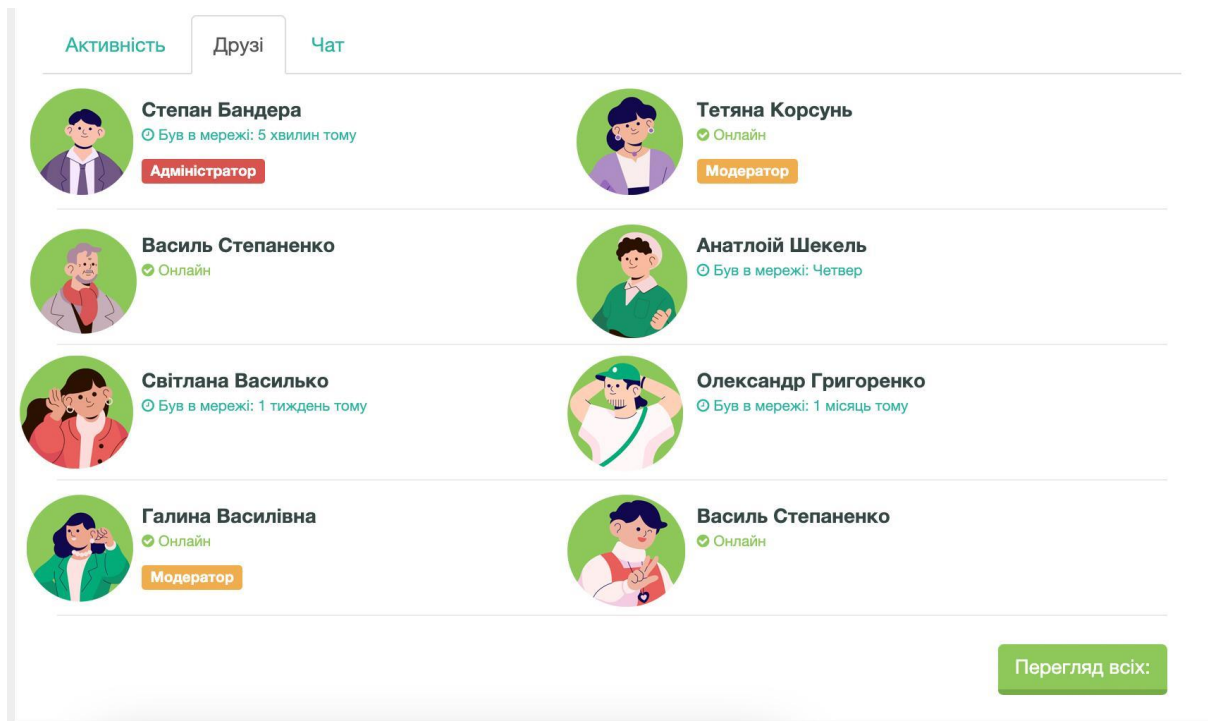 Активність Друзі Чат
Степан Бандера
Був в мережі: 5 хвилин тому
Адміністратор
Тетяна Корсунь
Онлайн
Модератор
Василь Степаненко
Онлайн
Анатлоій Шекель
Був в мережі: Четвер
Світлана Василько
Був в мережі: 1 тиждень тому
Олександр Григоренко
Був в мережі: 1 місяць тому
Галина Василівна
Онлайн
Модератор
Василь Степаненко
Онлайн
Перегляд всіх: